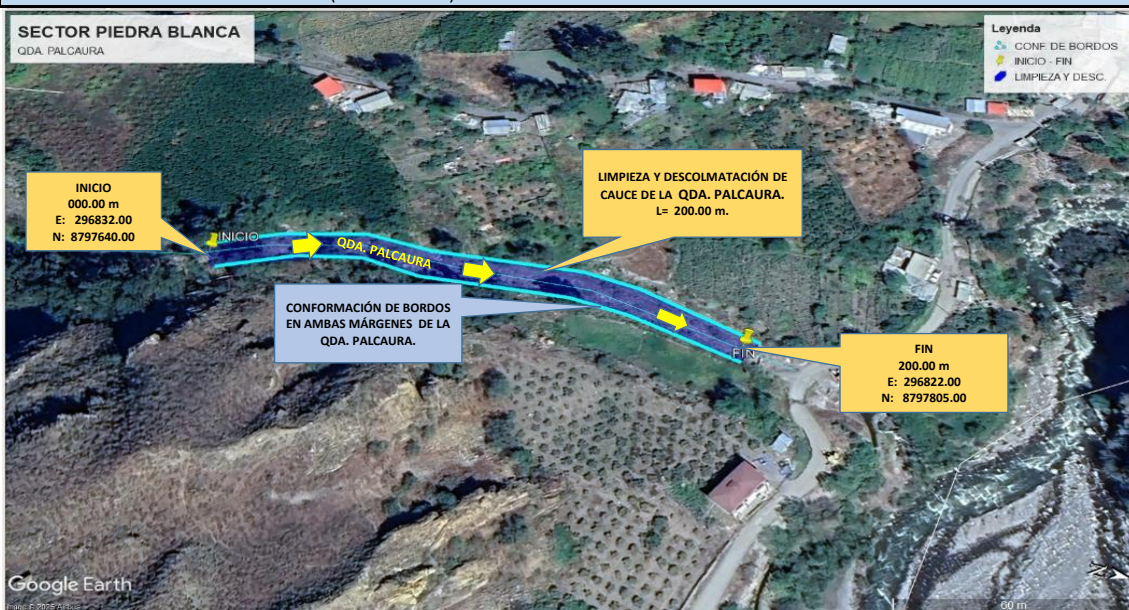 SECTOR PIEDRA BLANCA
QDA. PALCAURA
Leyenda
CONF. DE BORDOS
INICIO - FIN
LIMPIEZA Y DESC.
INICIO
000.00 m
E: 296832.00
N: 8797640.00
LIMPIEZA Y DESCOLMATACIÓN DE
CAUCE DE LA QDA. PALCAURA.
L= 200.00 m.
INICIO
QDA. PALCAURA
CONFORMACIÓN DE BORDOS
EN AMBAS MÁRGENES DE LA
QDA. PALCAURA.
FIN
FIN
200.00 m
E: 296822.00
N: 8797805.00
Google Earth
60 m